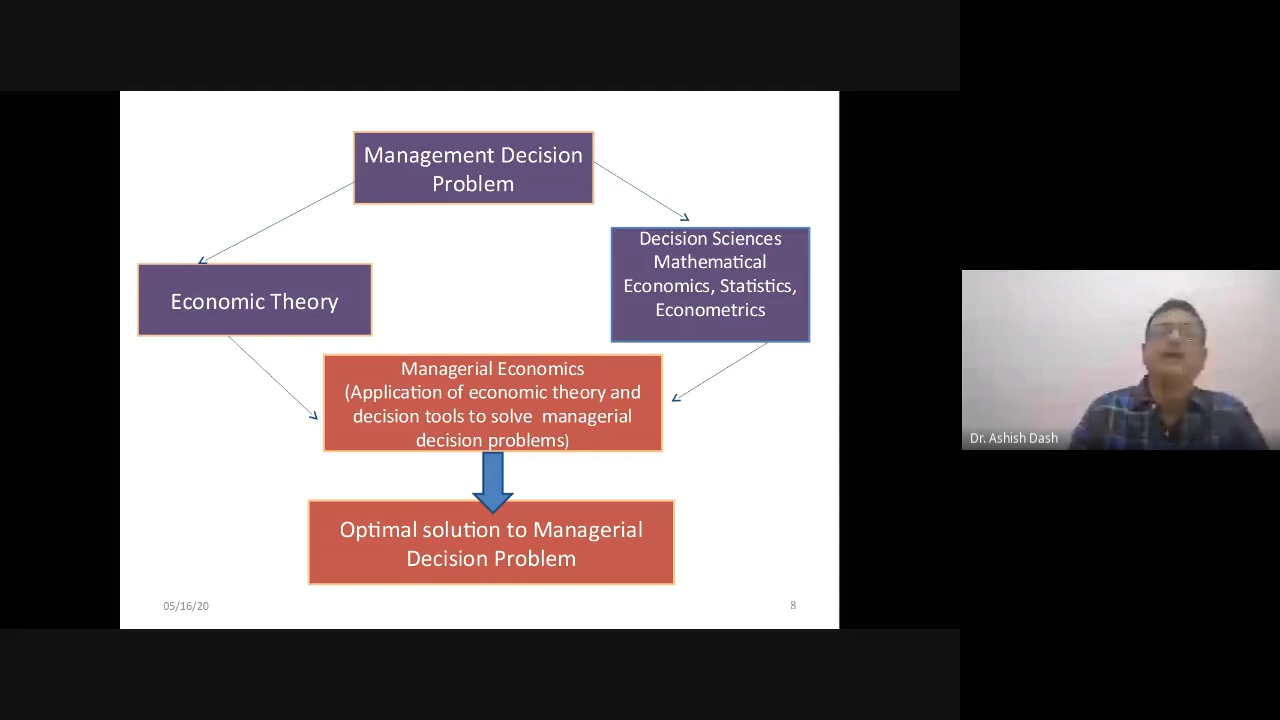 Management Decision
Problem
Decision Sciences
Mathematical
Economics, Statistics,
Econometrics
Economic Theory
Managerial Economics
(Application of economic theory and
decision tools to solve  managerial
decision problems)
Optimal solution to Managerial
Decision Problem
05/16/20
8
Dr. Ashish Dash